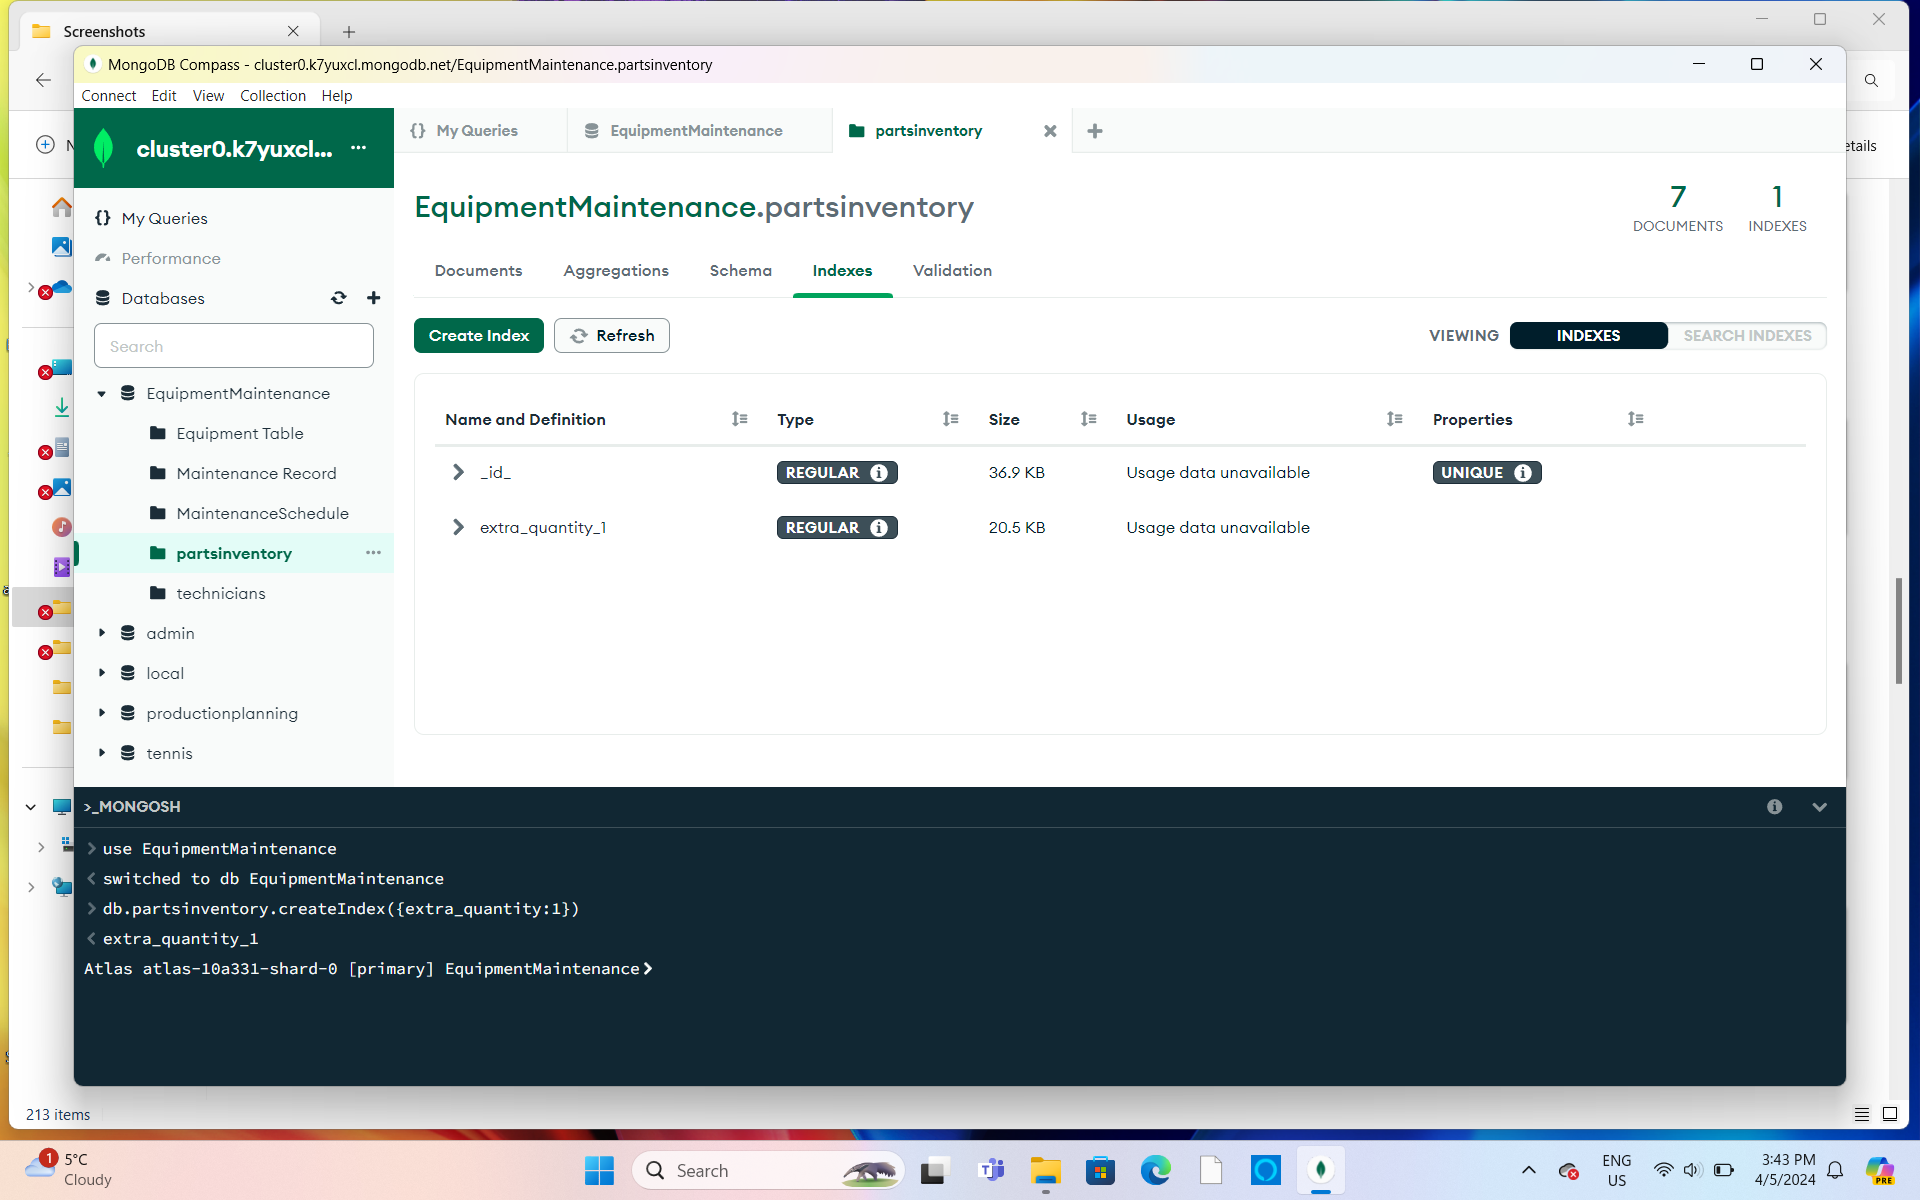 Screenshots
MongoDB Compass - cluster0.k7yuxcl.mongodb.net/EquipmentMaintenance.partsinventory
Connect Edit View Collection Help
cluster0.k7yuxcl...
{} My Queries
EquipmentMaintenance
partsinventory
etails
EquipmentMaintenance.partsinventory
7
DOCUMENTS
1
INDEXES
{} My Queries
Performance
Databases
Search
EquipmentMaintenance
Equipment Table
Maintenance Record
MaintenanceSchedule
partsinventory
technicians
admin
local
productionplanning
tennis
Documents Aggregations Schema Indexes Validation
Create Index
Refresh
VIEWING INDEXES SEARCH INDEXES
Name and Definition Type Size Usage Properties
_id_ REGULAR 36.9 KB Usage data unavailable UNIQUE
extra_quantity_1 REGULAR 20.5 KB Usage data unavailable
>_MONGOSH
> use EquipmentMaintenance
< switched to db EquipmentMaintenance
> db.partsinventory.createIndex({extra_quantity:1})
< extra_quantity_1
Atlas atlas-10a331-shard-0 [primary] EquipmentMaintenance>
213 items
1
5°C
Cloudy
Search
ENG
US
3:43 PM
4/5/2024
PRE